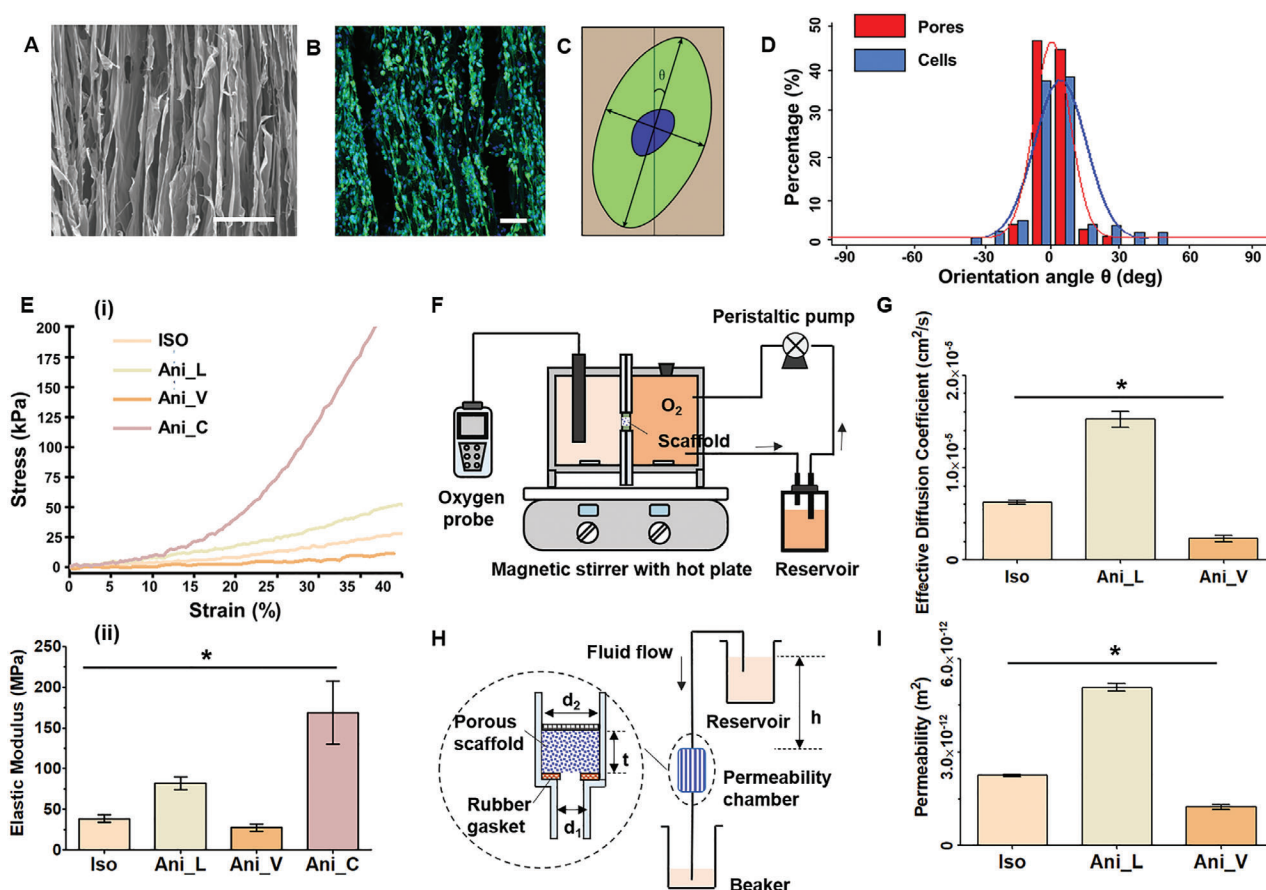 A
B
C
θ
D
Pores
Cells
Percentage (%)
50
40
30
20
10
0
-90
-60
-30
0
30
60
90
Orientation angle θ (deg)
E
(i)
ISO
Ani_L
Ani_V
Ani_C
Stress (kPa)
200
175
150
125
100
75
50
25
0
0
5
10
15
20
25
30
35
40
Strain (%)
(ii)
*
Elastic Modulus (MPa)
250
200
150
100
50
0
Iso
Ani_L
Ani_V
Ani_C
F
Peristaltic pump
O2
Scaffold
Oxygen
probe
Magnetic stirrer with hot plate
Reservoir
G
*
Effective Diffusion Coefficient (cm²/s)
2.0×10⁻⁵
1.0×10⁻⁵
0
Iso
Ani_L
Ani_V
H
Fluid flow
Reservoir
h
d2
Porous
scaffold
t
Rubber
gasket
d1
Permeability
chamber
Beaker
I
*
Permeability (m²)
6.0×10⁻¹²
3.0×10⁻¹²
0
Iso
Ani_L
Ani_V